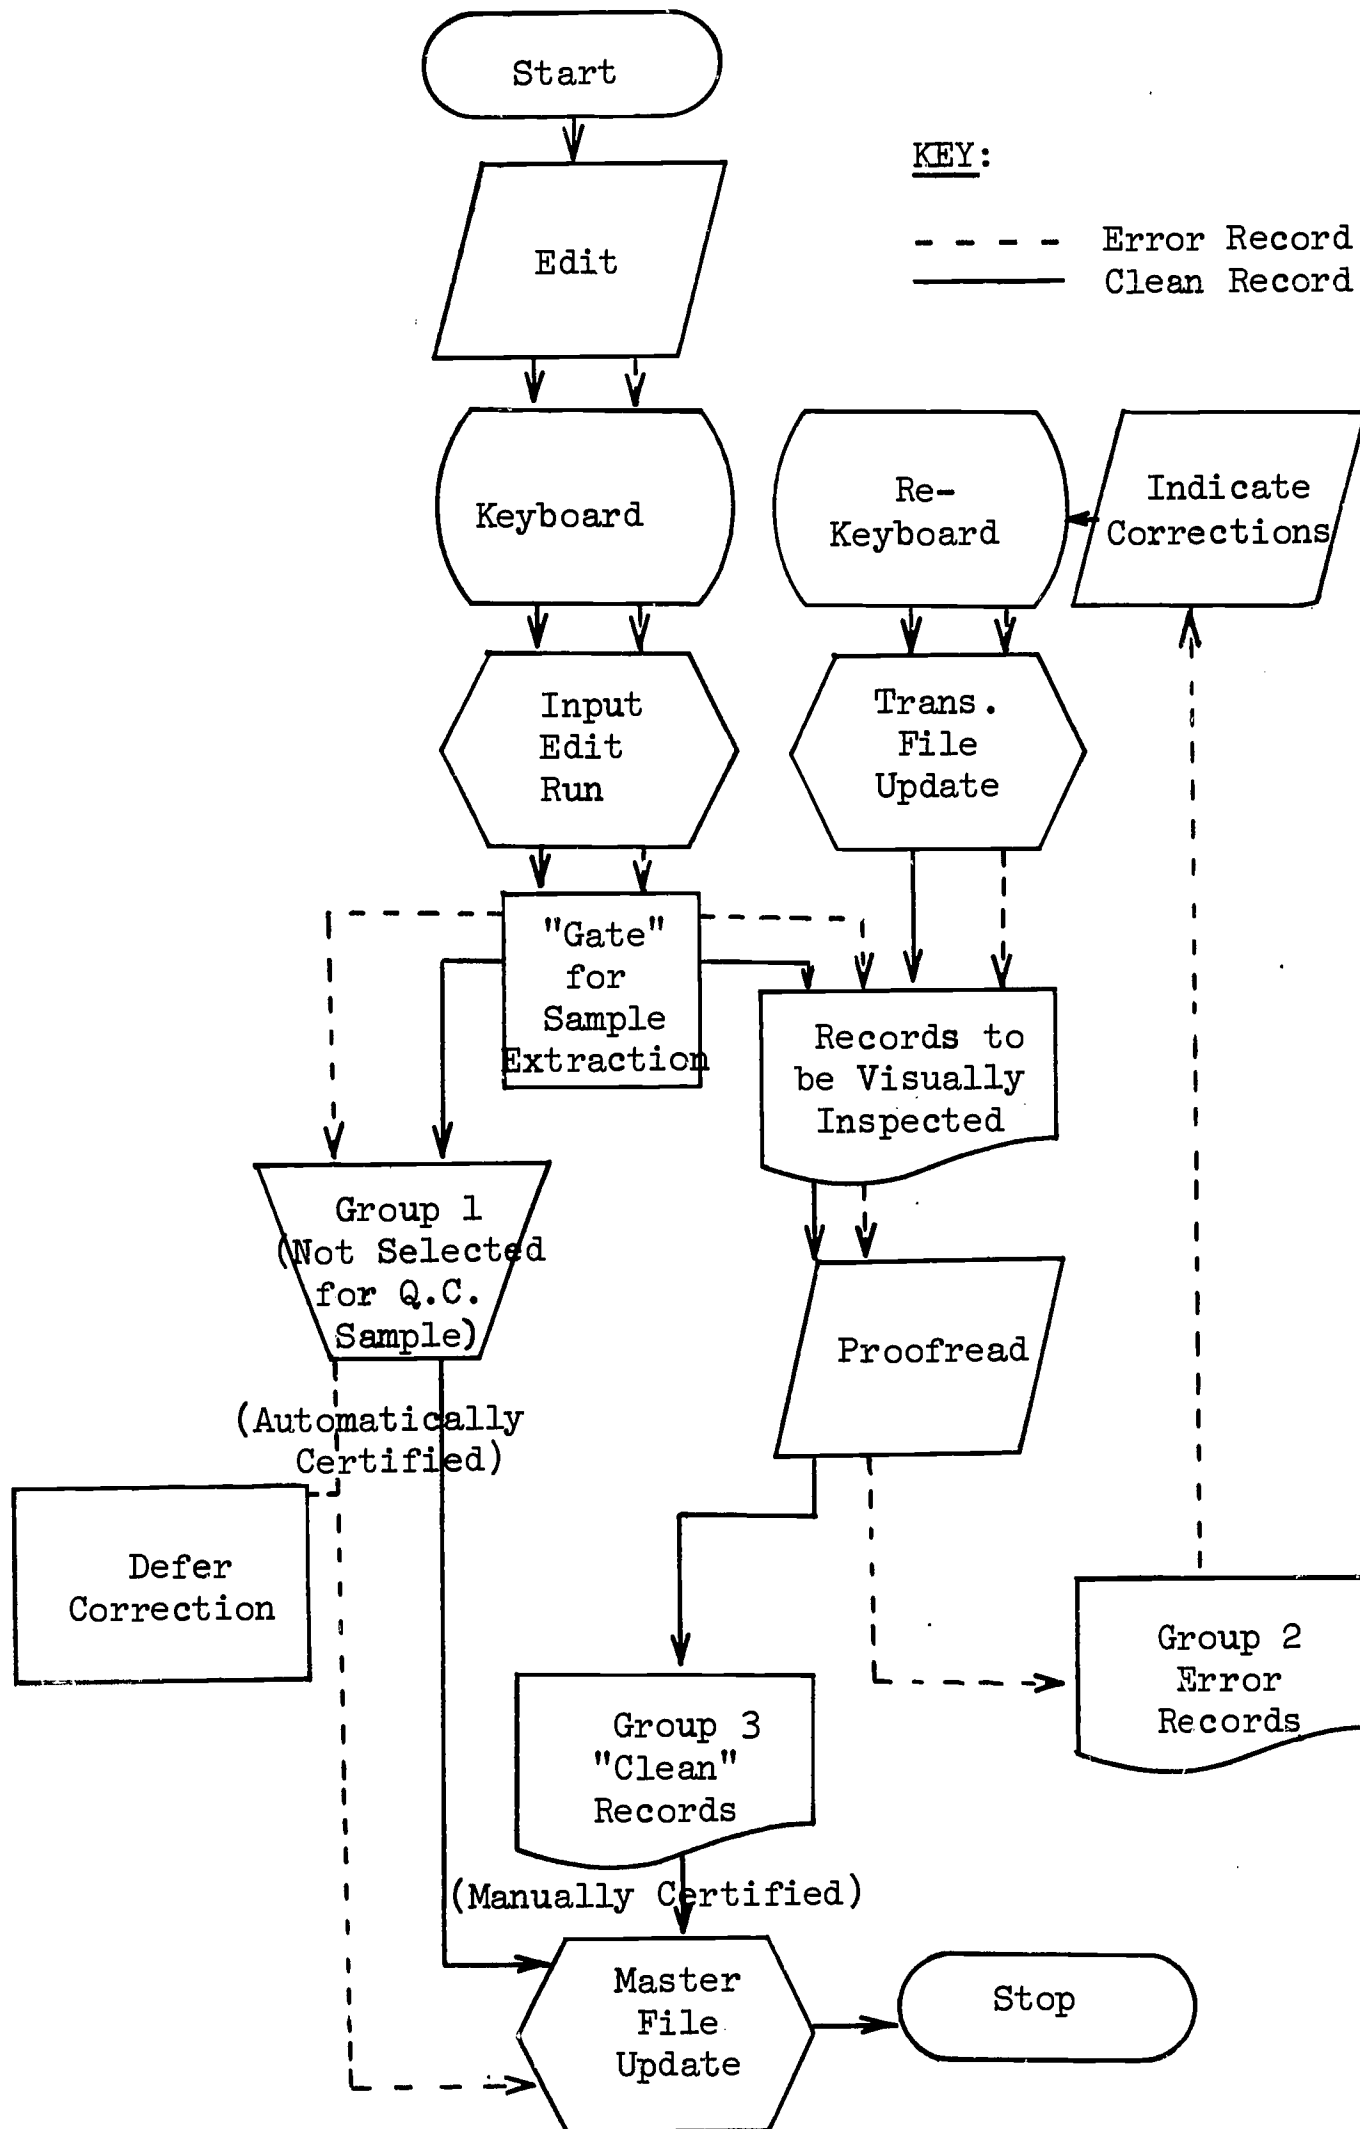 Start
KEY:
Error Record
Clean Record
Edit
Keyboard
Re-
Keyboard
Indicate
Corrections
Input
Edit
Run
Trans.
File
Update
"Gate"
for
Sample
Extraction
Records to
be Visually
Inspected
Group 1
(Not Selected
for Q.C.
Sample)
Proofread
(Automatically
Certified)
Defer
Correction
Group 2
Error
Records
Group 3
"Clean"
Records
(Manually Certified)
Master
File
Update
Stop